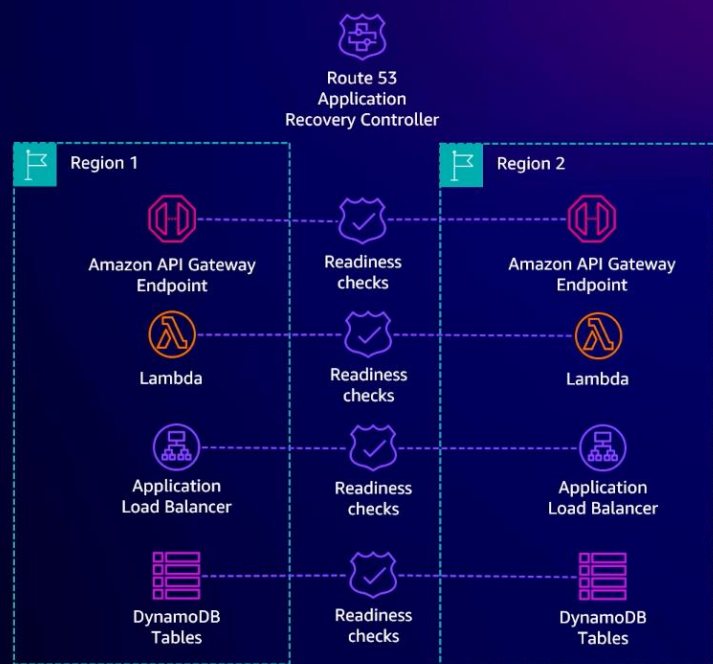 Route 53
Application
Recovery Controller
Region 1
Region 2
Amazon API Gateway
Endpoint
Readiness
checks
Amazon API Gateway
Endpoint
Lambda
Readiness
checks
Lambda
Application
Load Balancer
Readiness
checks
Application
Load Balancer
DynamoDB
Tables
Readiness
checks
DynamoDB
Tables